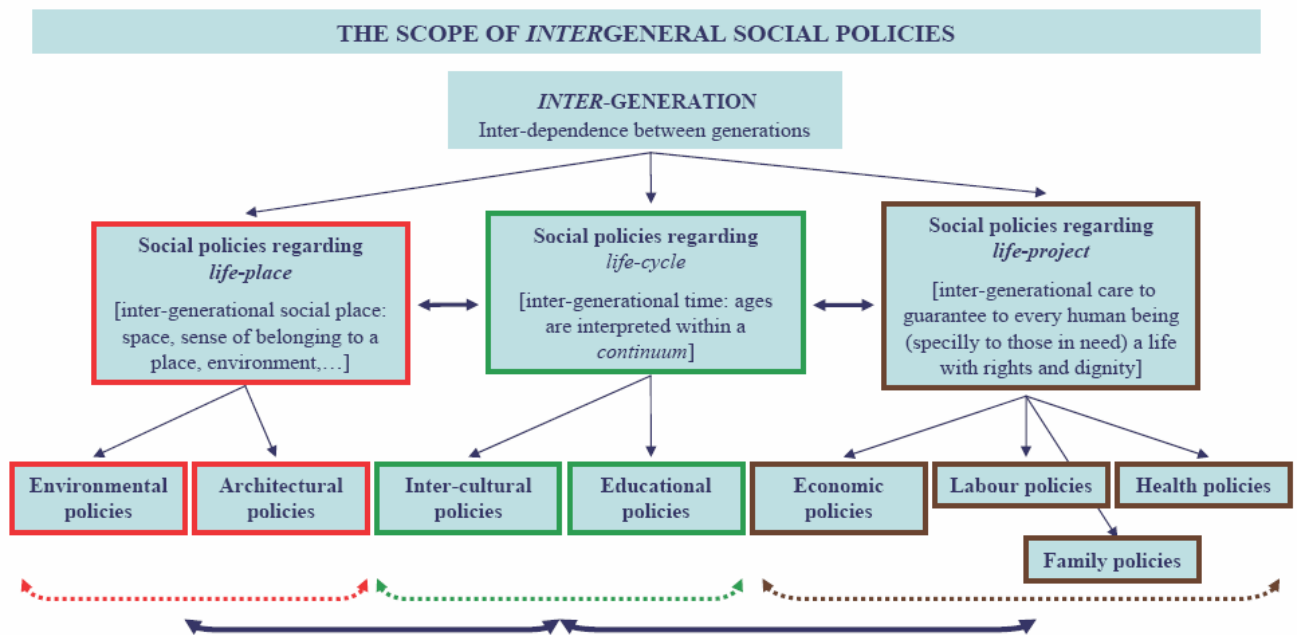 THE SCOPE OF INTERGENERAL SOCIAL POLICIES
INTER-GENERATION
Inter-dependence between generations
Social policies regarding
life-place
[inter-generational social place:
space, sense of belonging to a
place, environment,…]
Social policies regarding
life-cycle
[inter-generational time: ages
are interpreted within a
continuum]
Social policies regarding
life-project
[inter-generational care to
guarantee to every human being
(specilly to those in need) a life
with rights and dignity]
Environmental
policies
Architectural
policies
Inter-cultural
policies
Educational
policies
Economic
policies
Labour policies
Health policies
Family policies